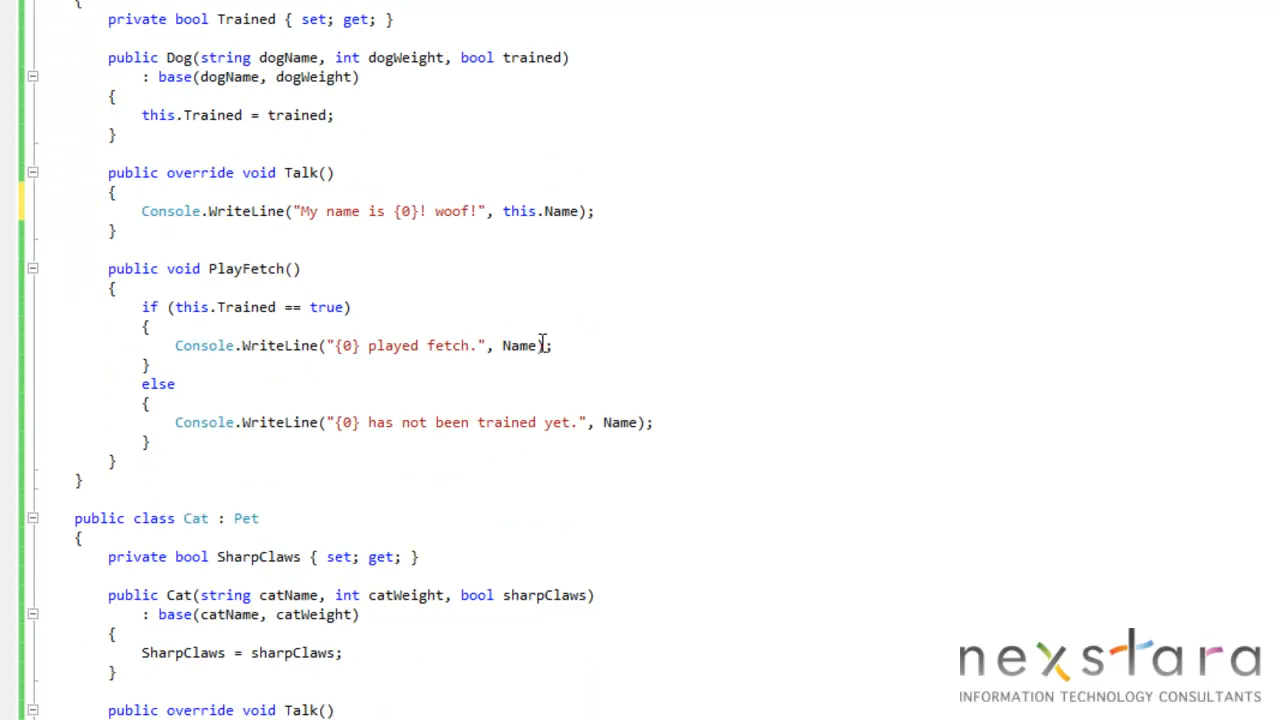 {
private bool Trained { set; get; }
public Dog(string dogName, int dogWeight, bool trained)
: base(dogName, dogWeight)
{
this.Trained = trained;
}
public override void Talk()
{
Console.WriteLine("My name is {0}! woof!", this.Name);
}
public void PlayFetch()
{
if (this.Trained == true)
{
Console.WriteLine("{0} played fetch.", Name);
}
else
{
Console.WriteLine("{0} has not been trained yet.", Name);
}
}
}
public class Cat : Pet
{
private bool SharpClaws { set; get; }
public Cat(string catName, int catWeight, bool sharpClaws)
: base(catName, catWeight)
{
SharpClaws = sharpClaws;
}
public override void Talk()
nexstara
INFORMATION TECHNOLOGY CONSULTANTS